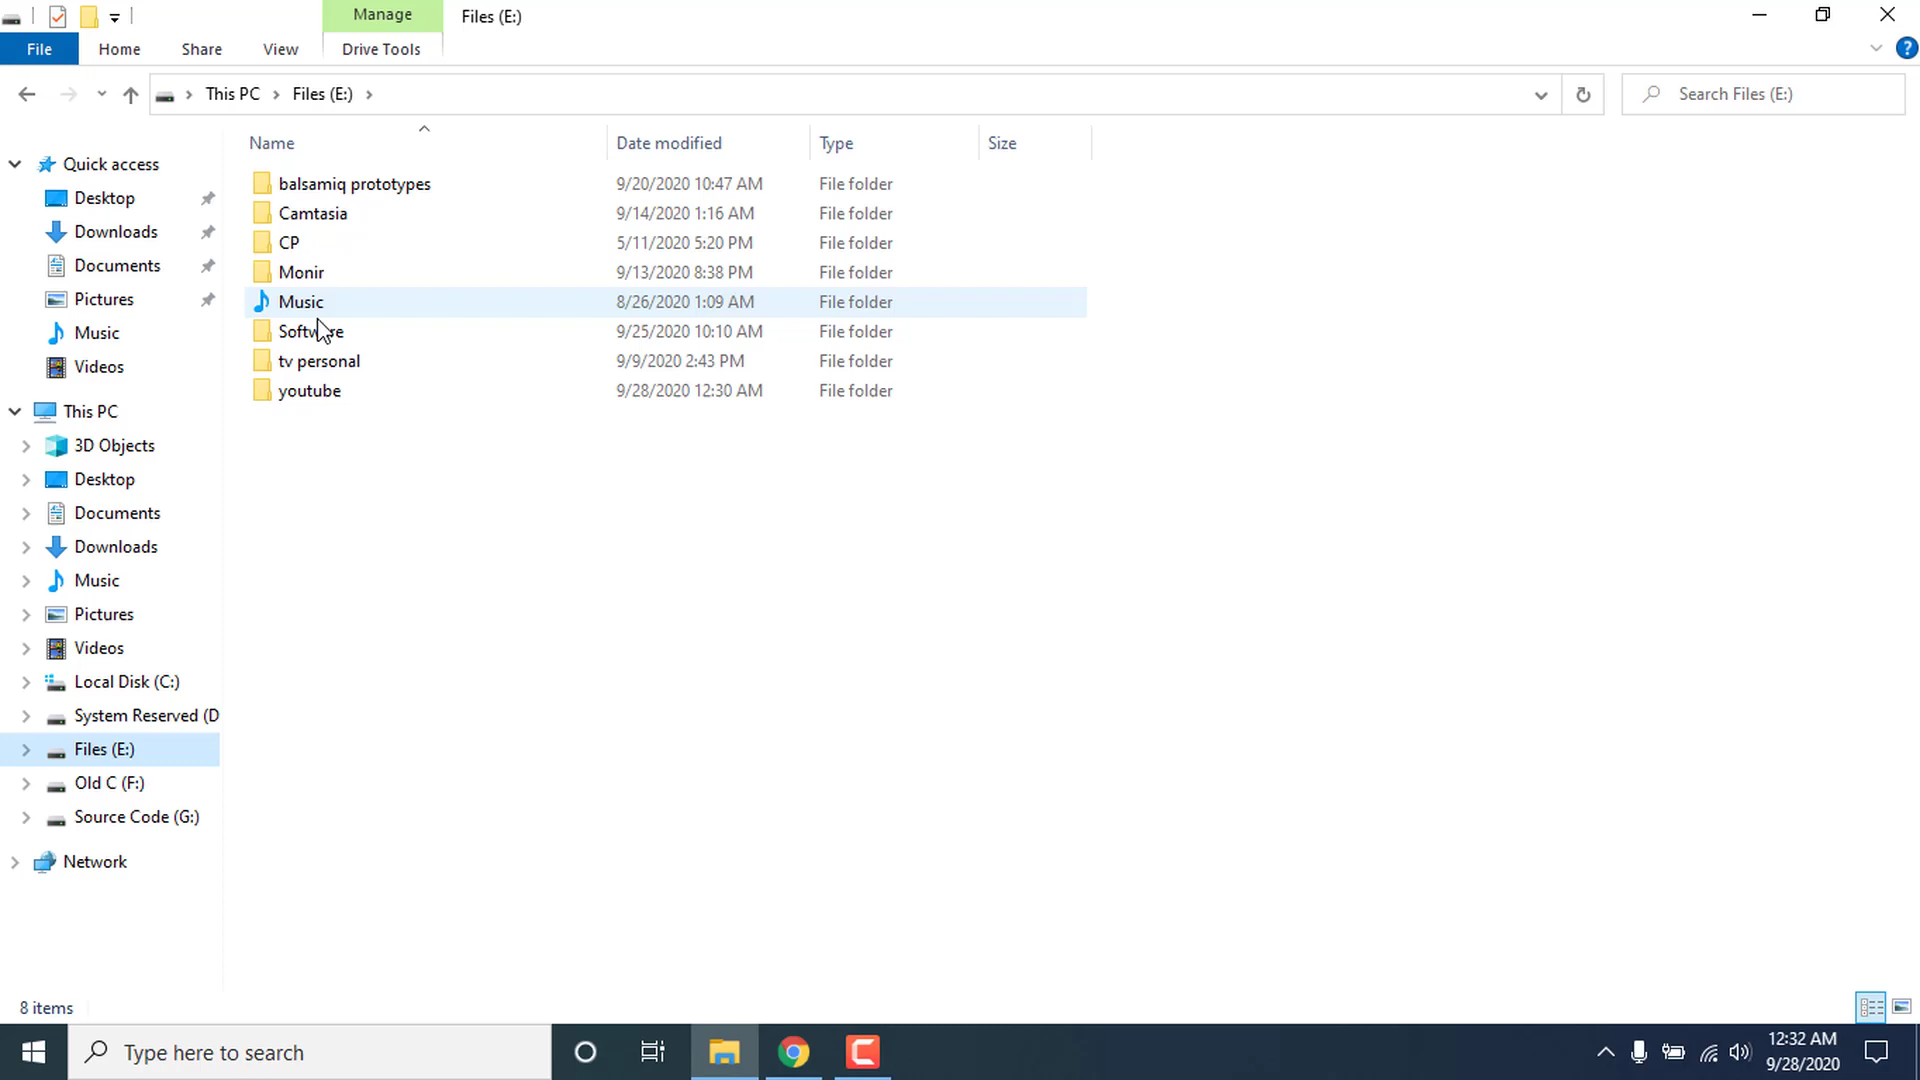 Manage
Files (E:)
File
Home
Share
View
Drive Tools
This PC
Files (E:)
Search Files (E:)
Name
Date modified
Type
Size
Quick access
Desktop
Downloads
Documents
Pictures
Music
Videos
This PC
3D Objects
Desktop
Documents
Downloads
Music
Pictures
Videos
Local Disk (C:)
System Reserved (D
Files (E:)
Old C (F:)
Source Code (G:)
Network
balsamiq prototypes 9/20/2020 10:47 AM File folder
Camtasia 9/14/2020 1:16 AM File folder
CP 5/11/2020 5:20 PM File folder
Monir 9/13/2020 8:38 PM File folder
Music 8/26/2020 1:09 AM File folder
Software 9/25/2020 10:10 AM File folder
tv personal 9/9/2020 2:43 PM File folder
youtube 9/28/2020 12:30 AM File folder
8 items
Type here to search
12:32 AM
9/28/2020